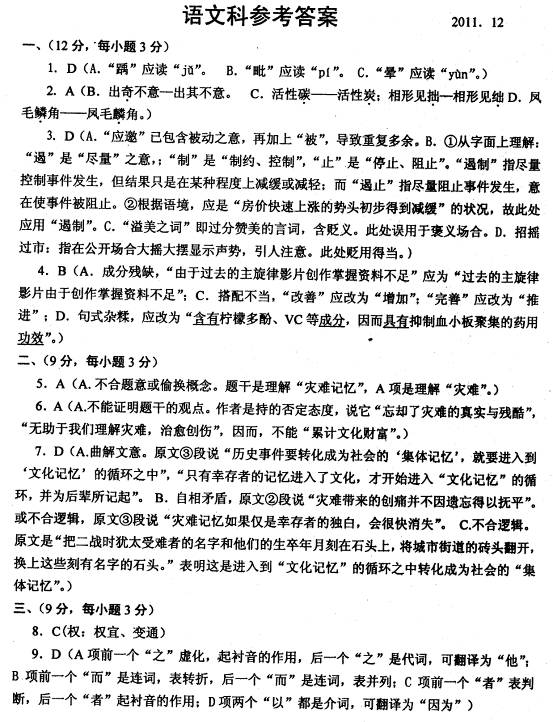 语文科参考答案 2011.12
一、（12分，每小题3分）
1. D（A.“踽”应读“jǔ”。 B.“毗”应读“pí”。 C.“晕”应读“yùn”。）
2. A（B．出奇不意—出其不意。 C．活性碳——活性炭；相形见拙—相形见绌 D．凤
毛鳞角——凤毛麟角。）
3. D（A.“应邀”已包含被动之意，再加上“被”，导致重复多余。B．①从字面上理解：
“遏”是“尽量”之意，；“制”是“制约、控制”，“止”是“停止、阻止”。“遏制”指尽量
控制事件发生，但结果只是在某种程度上减缓或减轻；而“遏止”指尽量阻止事件发生，意
在使事件被阻止。②根据语境，应是“房价快速上涨的势头初步得到减缓”的状况，故此处
应用“遏制”。C.“溢美之词”即过分赞美的言词，含贬义。此处误用于褒义场合。D．招摇
过市：指在公开场合大摇大摆显示声势，引人注意。此处贬用得当。）
4. B（A．成分残缺，“由于过去的主旋律影片创作掌握资料不足”应为“过去的主旋律
影片由于创作掌握资料不足”；C．搭配不当，“改善”应改为“增加”；“完善”应改为“推
进”；D．句式杂糅，应改为“含有柠檬多酚、VC等成分，因而具有抑制血小板聚集的药用
功效”。）
二、（9分，每小题3分）
5. A（A.不合题意或偷换概念。题干是理解“灾难记忆”，A项是理解“灾难”。）
6. A（A.不能证明题干的观点。作者是持的否定态度，说它“忘却了灾难的真实与残酷”，
“无助于我们理解灾难，治愈创伤”，因而，不能“累计文化财富”。）
7. D（A.曲解文意。原文③段说“历史事件要转化成为社会的‘集体记忆’，就要进入到
‘文化记忆’的循环之中”，“只有幸存者的记忆进入了文化，才开始进入“文化记忆”的循
环，并为后辈所记起”。 B．自相矛盾，原文②段说“灾难带来的创痛并不因遗忘得以抚平”。
或不合逻辑，原文③段说“灾难记忆如果仅是幸存者的独白，会很快消失”。 C.不合逻辑。
原文是“把二战时犹太受难者的名字和他们的生卒年月刻在石头上，将城市街道的砖头翻开，
换上这些刻有名字的石头。”表明这是进入到“文化记忆”的循环之中转化成为社会的“集
体记忆”。）
三、（9分，每小题3分）
8. C(权：权宜、变通）
9. D（A项前一个“之”虚化，起衬音的作用，后一个“之”是代词，可翻译为“他”；
B 项前一个“而”是连词，表转折，后一个“而”是连词，表并列；C 项前一个“者”表判
断，后一个“者”起衬音的作用；D项两个“以”都是介词，可翻译为“因为”）